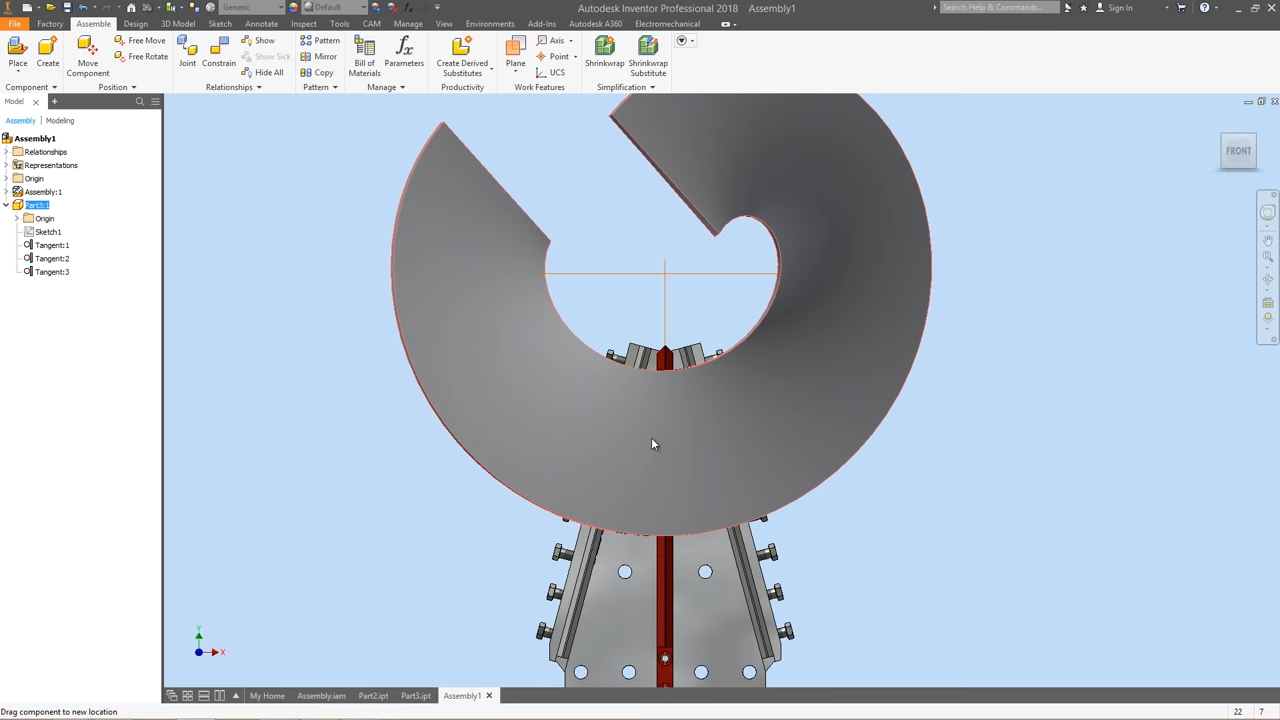 Generic
Default
Autodesk Inventor Professional 2018 Assembly1
Search Help & Commands...
Sign In
File Factory Assemble Design 3D Model Sketch Annotate Inspect Tools CAM Manage View Environments Add-Ins Autodesk A360 Electromechanical
Place Create Move Component Free Move Free Rotate Joint Constrain Show Show Sick Hide All Pattern Mirror Copy Bill of Materials Parameters Create Derived Substitutes Plane Axis Point UCS Shrinkwrap Shrinkwrap Substitute
Component Position Relationships Pattern Manage Productivity Work Features Simplification
Model
Assembly Modeling
Assembly1
Relationships
Representations
Origin
Assembly:1
Part3:1
Origin
Sketch1
Tangent:1
Tangent:2
Tangent:3
FRONT
Y
X
My Home Assembly.iam Part2.ipt Part3.ipt Assembly1
Drag component to new location 22 7